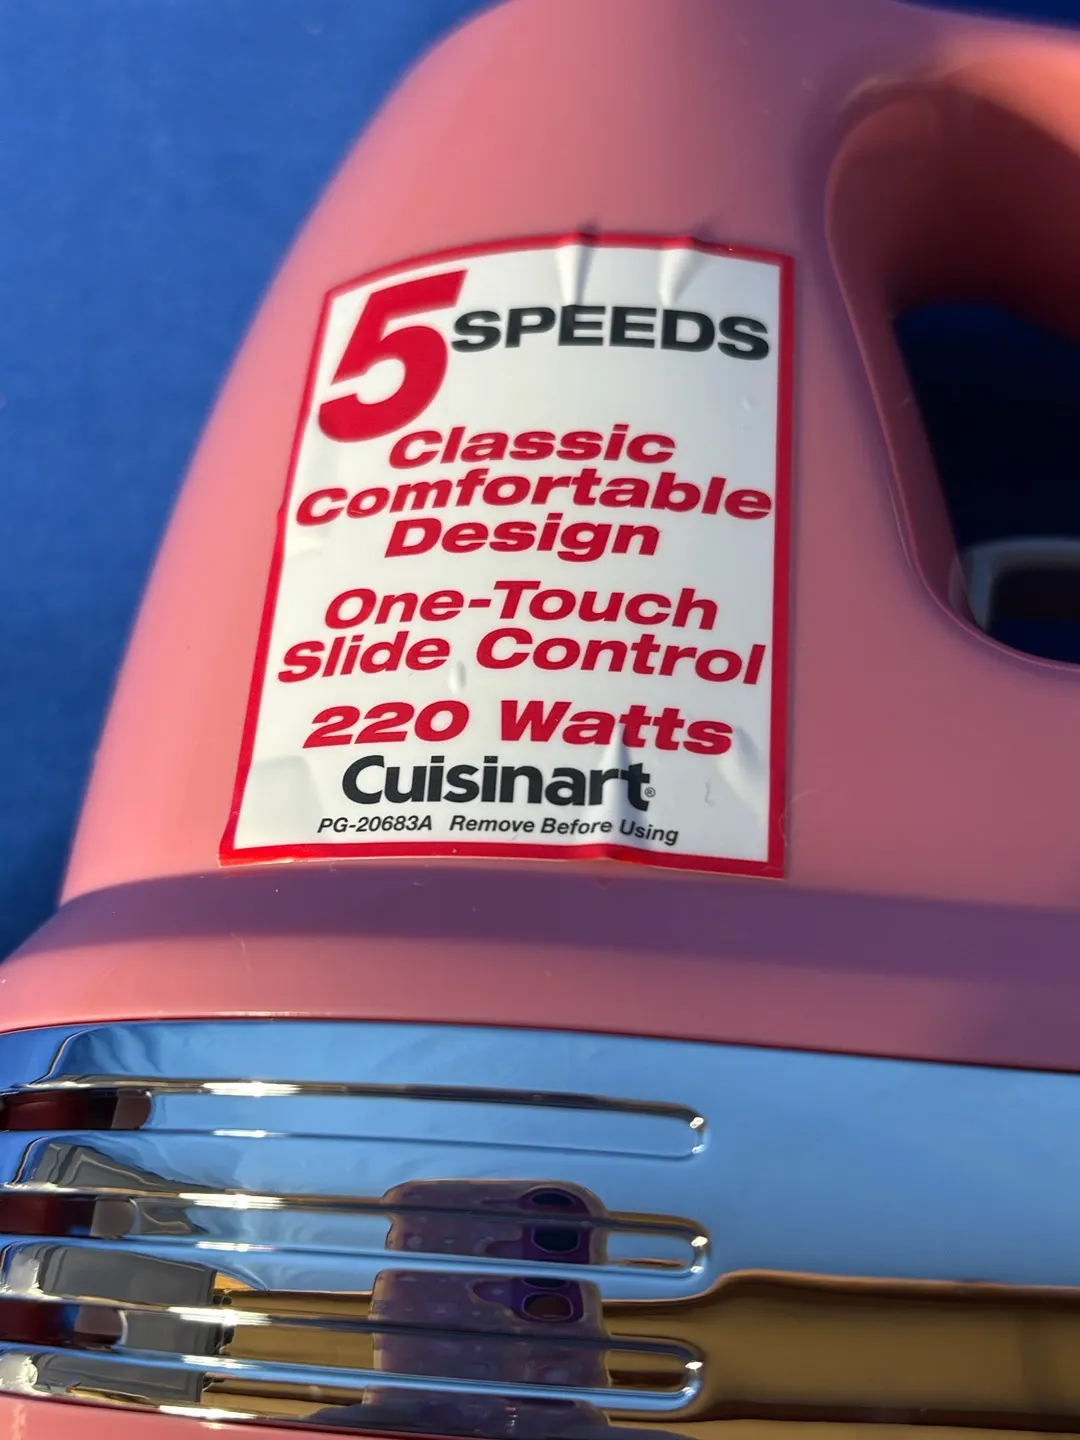 5 SPEEDS
Classic
Comfortable
Design
One-Touch
Slide Control
220 Watts
Cuisinart®
PG-20683A Remove Before Using